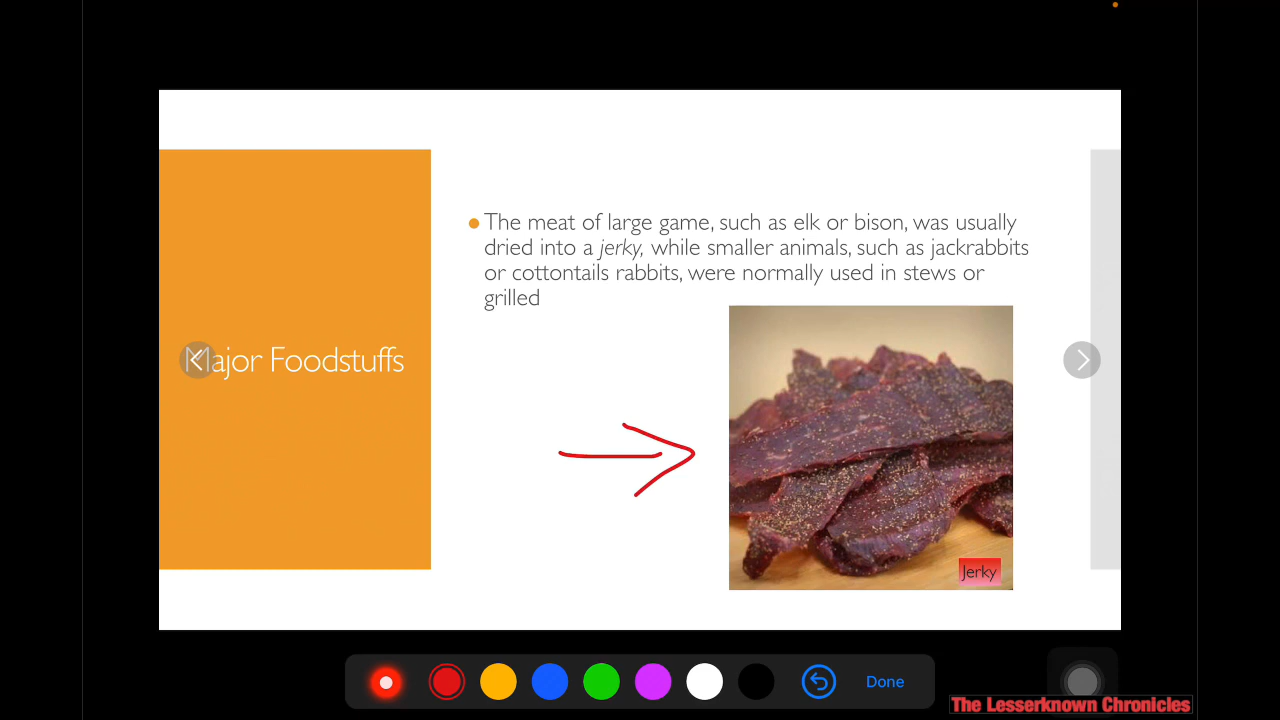 The meat of large game, such as elk or bison, was usually
dried into a jerky, while smaller animals, such as jackrabbits
or cottontails rabbits, were normally used in stews or
grilled
Major Foodstuffs
Jerky
Done
The Lesserknown Chronicles